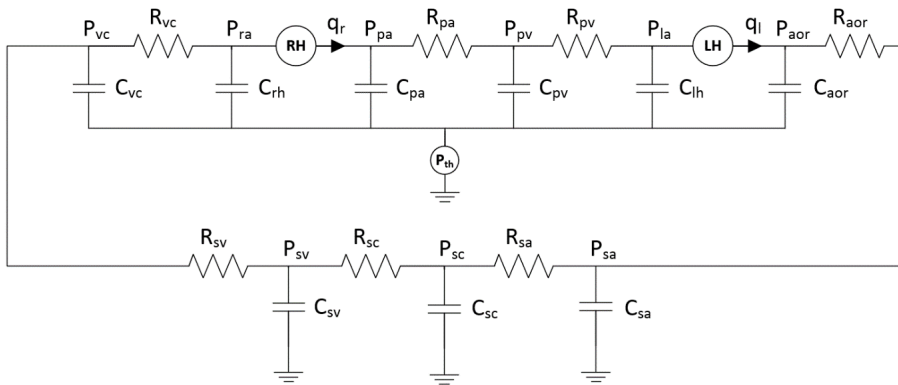 P_vc R_vc P_ra RH q_r P_pa R_pa P_pv R_pv P_la LH q_l P_aor R_aor
C_vc C_rh C_pa C_pv C_lh C_aor
P_th
R_sv P_sv R_sc P_sc R_sa P_sa
C_sv C_sc C_sa